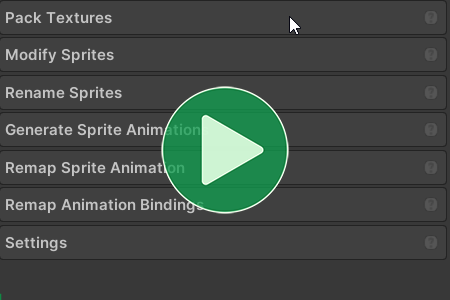 Pack Textures
Modify Sprites
Rename Sprites
Generate Sprite Animation
Remap Sprite Animation
Remap Animation Bindings
Settings